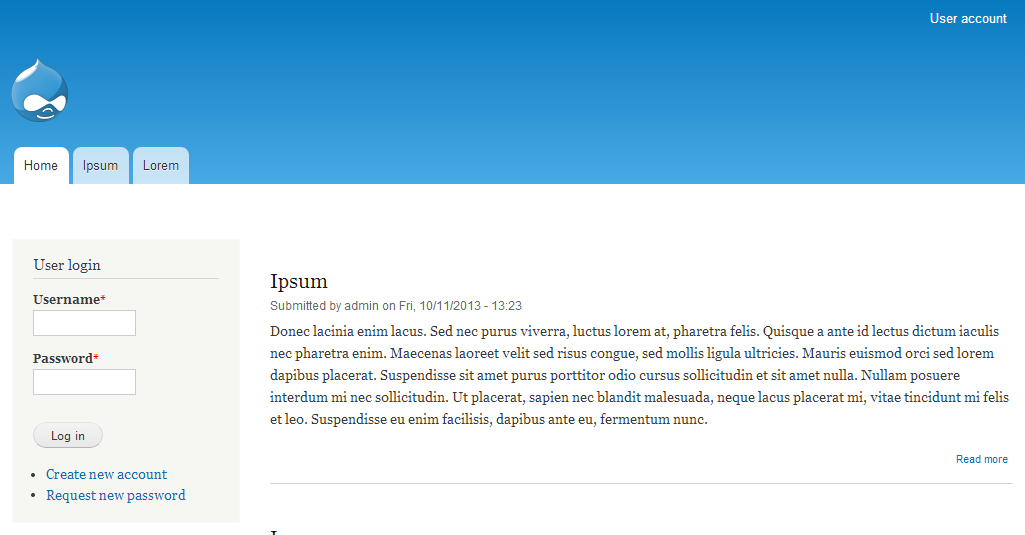 User account
Home
Ipsum
Lorem
User login
Username*
Password*
Log in
Create new account
Request new password
Ipsum
Submitted by admin on Fri, 10/11/2013 - 13:23
Donec lacinia enim lacus. Sed nec purus viverra, luctus lorem at, pharetra felis. Quisque a ante id lectus dictum iaculis
nec pharetra enim. Maecenas laoreet velit sed risus congue, sed mollis ligula ultricies. Mauris euismod orci sed lorem
dapibus placerat. Suspendisse sit amet purus porttitor odio cursus sollicitudin et sit amet nulla. Nullam posuere
interdum mi nec sollicitudin. Ut placerat, sapien nec blandit malesuada, neque lacus placerat mi, vitae tincidunt mi felis
et leo. Suspendisse eu enim facilisis, dapibus ante eu, fermentum nunc.
Read more